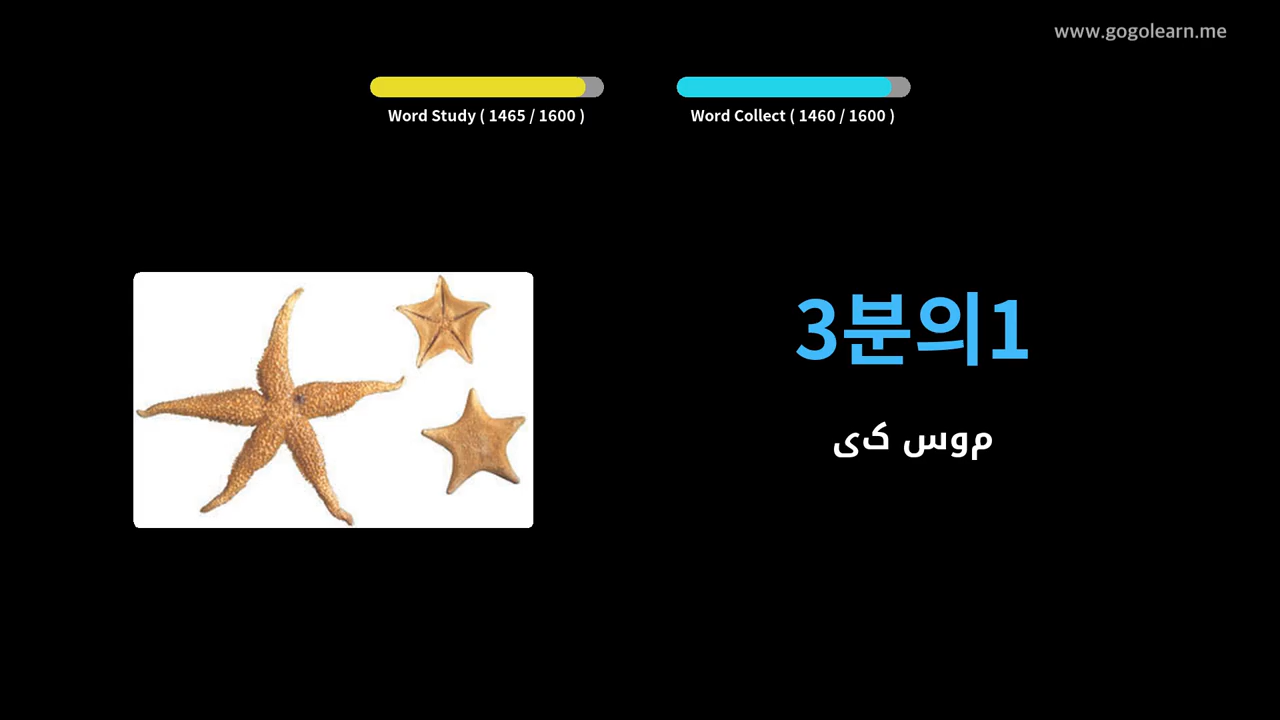 www.gogolearn.me
Word Study ( 1465 / 1600 )
Word Collect ( 1460 / 1600 )
3분의1
موس کی